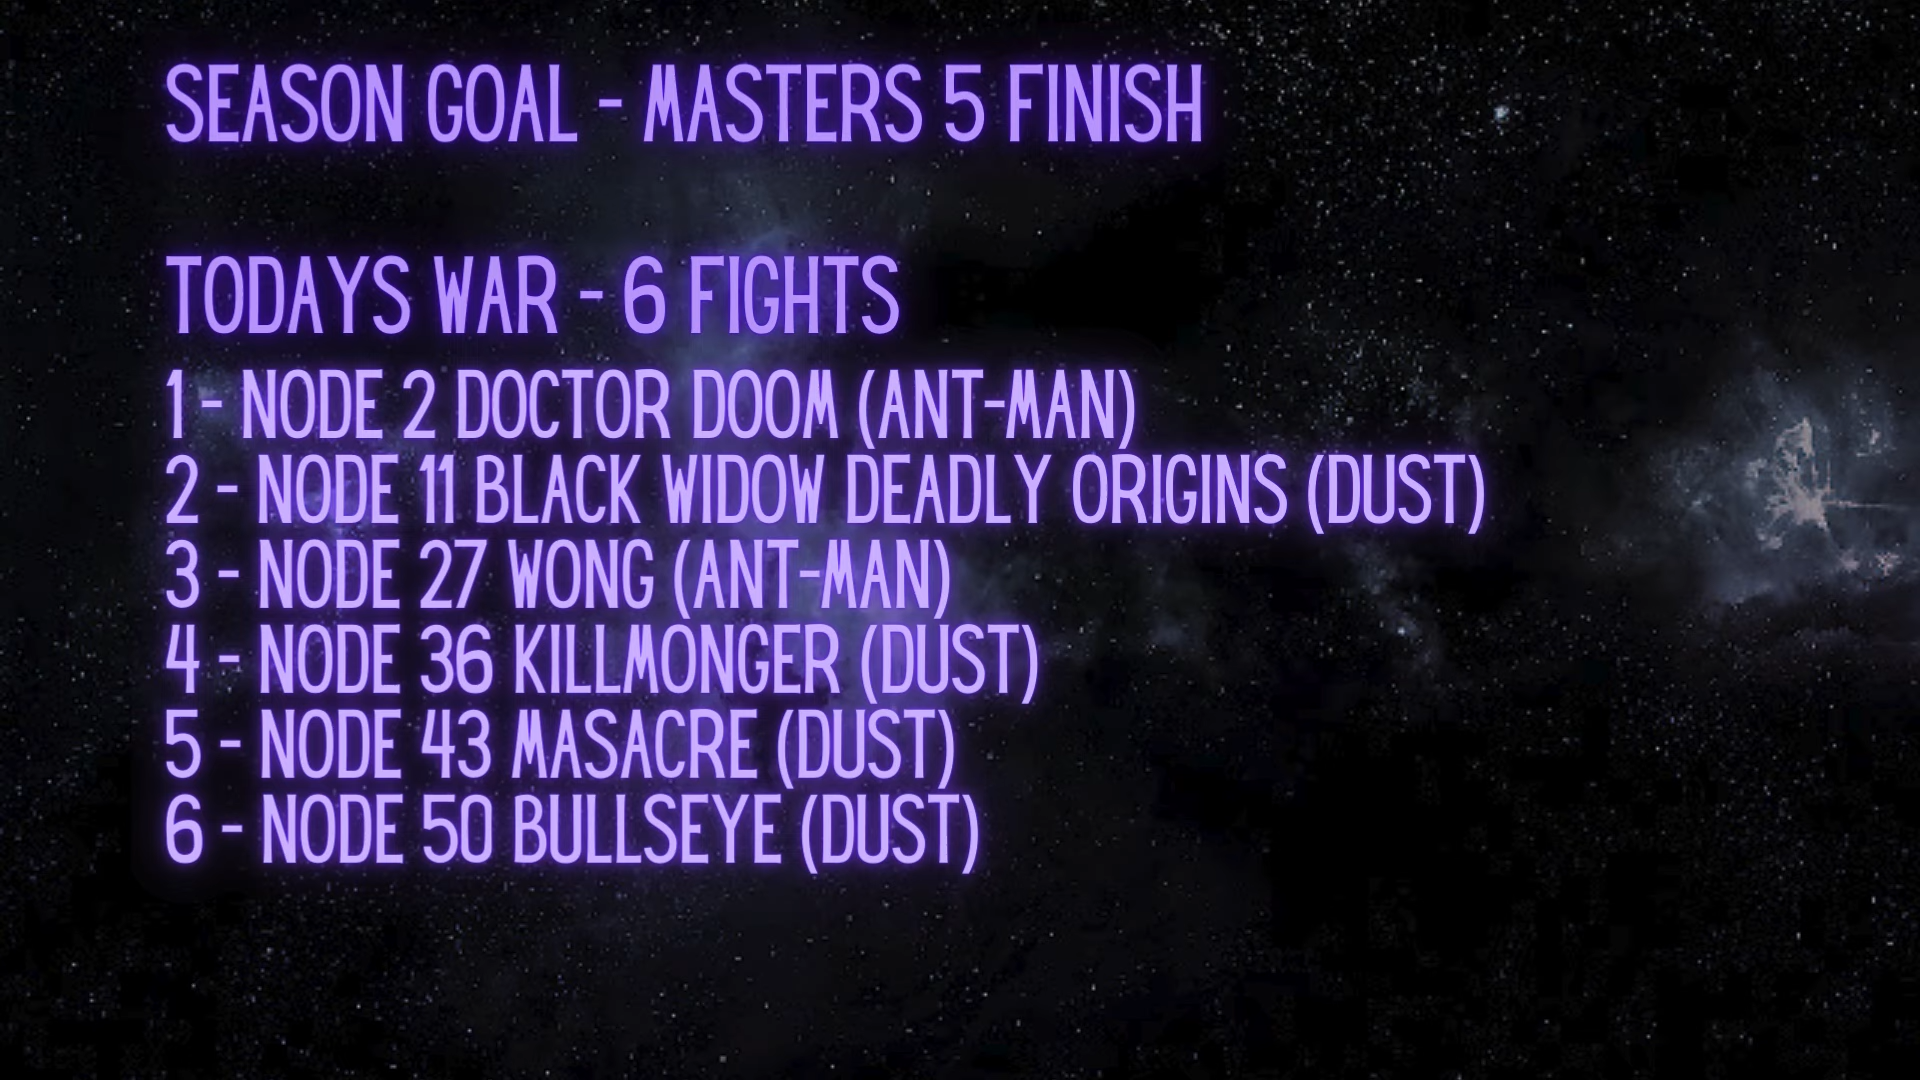 SEASON GOAL - MASTERS 5 FINISH
TODAYS WAR - 6 FIGHTS
1 - NODE 2 DOCTOR DOOM (ANT-MAN)
2 - NODE 11 BLACK WIDOW DEADLY ORIGINS (DUST)
3 - NODE 27 WONG (ANT-MAN)
4 - NODE 36 KILLMONGER (DUST)
5 - NODE 43 MASACRE (DUST)
6 - NODE 50 BULLSEYE (DUST)